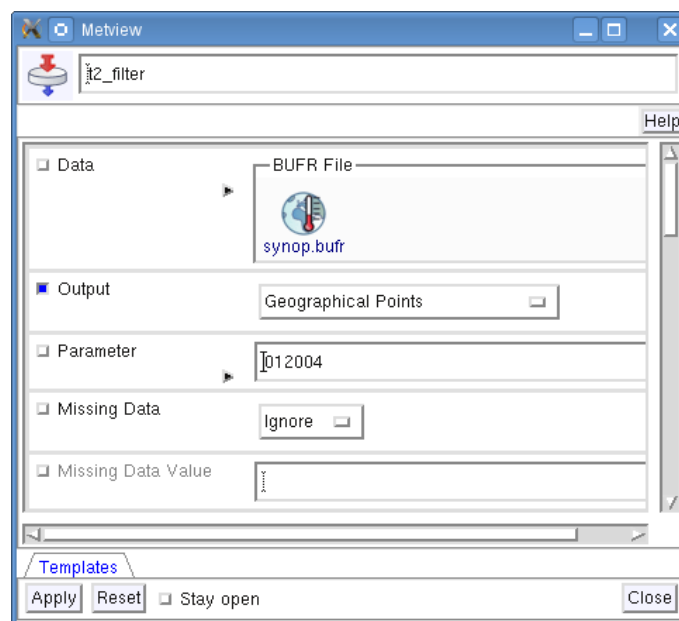 Metview
t2_filter
Help
Data
BUFR File
synop.bufr
Output
Geographical Points
Parameter
012004
Missing Data
Ignore
Missing Data Value
Templates
Apply Reset Stay open Close